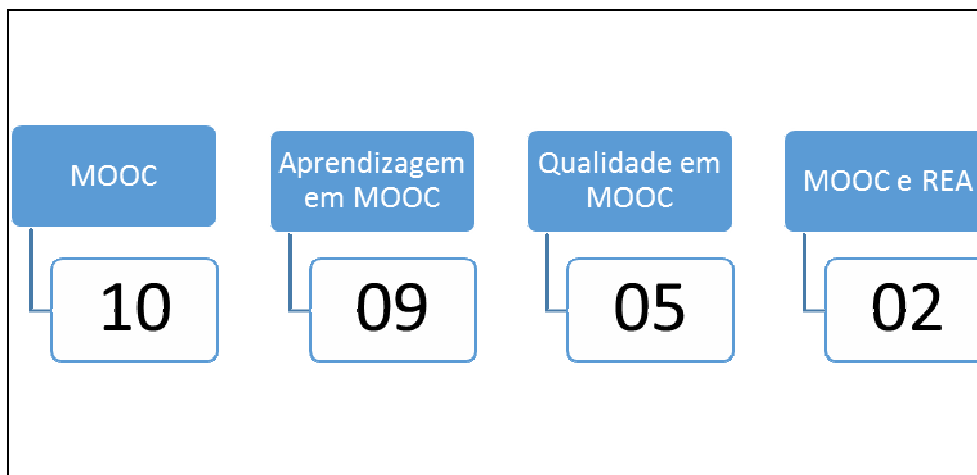 MOOC
10
Aprendizagem
em MOOC
09
Qualidade em
MOOC
05
MOOC e REA
02